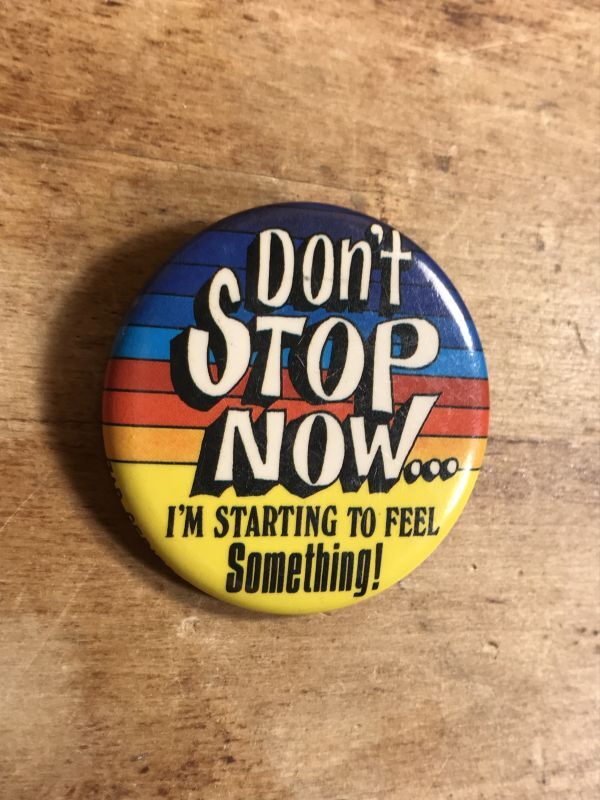 Don't
STOP
NOW...
I'M STARTING TO FEEL
Something!